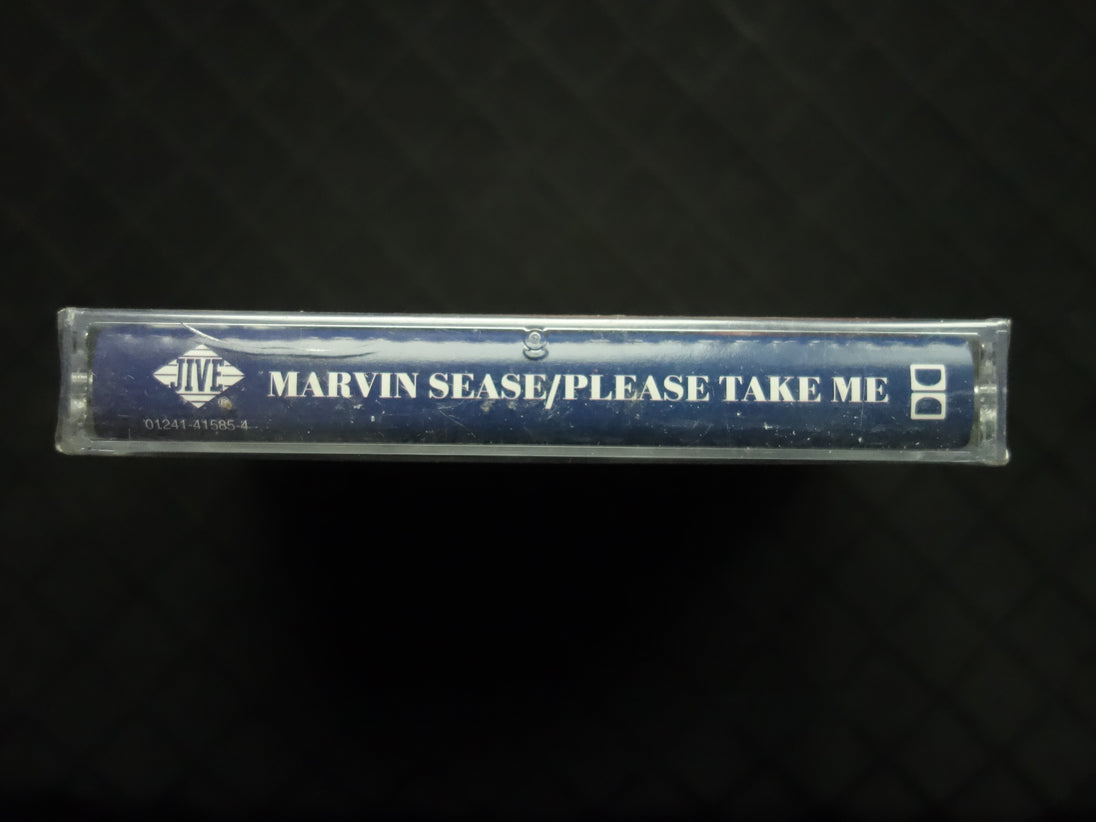 JIVE
®
MARVIN SEASE/PLEASE TAKE ME
01241-41585-4